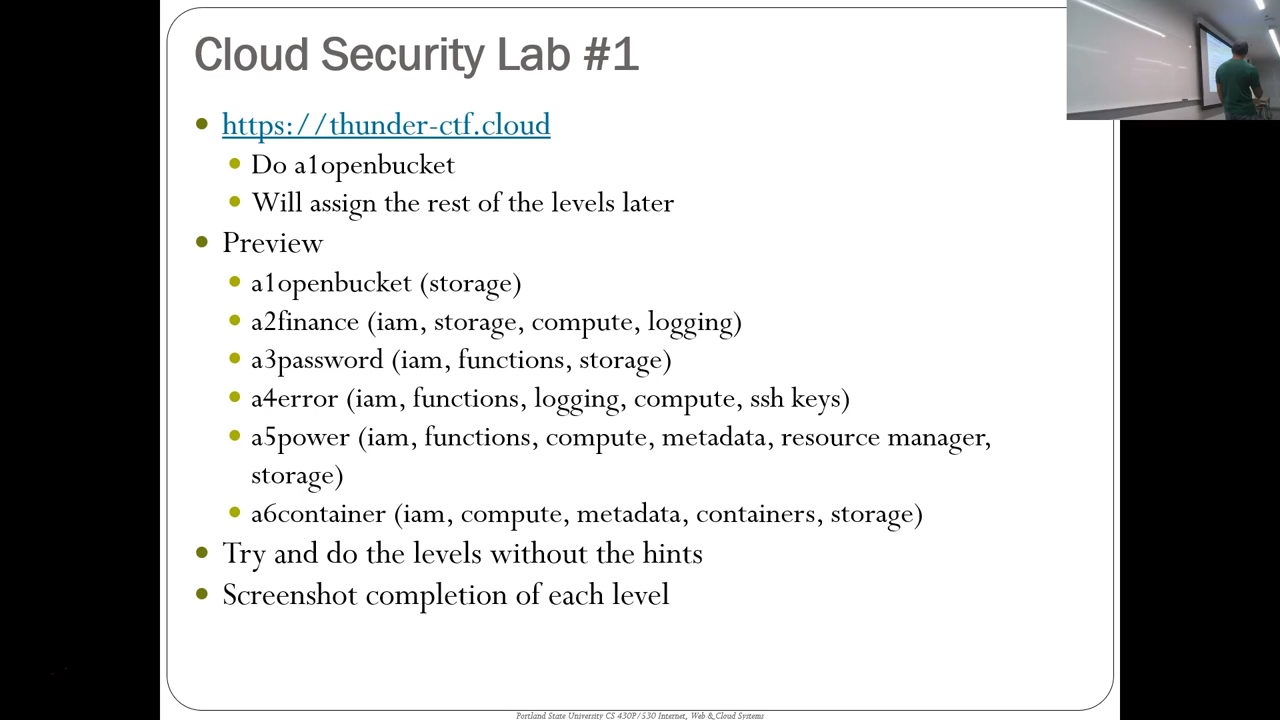 Cloud Security Lab #1
https://thunder-ctf.cloud
Do a1openbucket
Will assign the rest of the levels later
Preview
a1openbucket (storage)
a2finance (iam, storage, compute, logging)
a3password (iam, functions, storage)
a4error (iam, functions, logging, compute, ssh keys)
a5power (iam, functions, compute, metadata, resource manager,
storage)
a6container (iam, compute, metadata, containers, storage)
Try and do the levels without the hints
Screenshot completion of each level
Portland State University CS 430P/530 Internet, Web & Cloud Systems